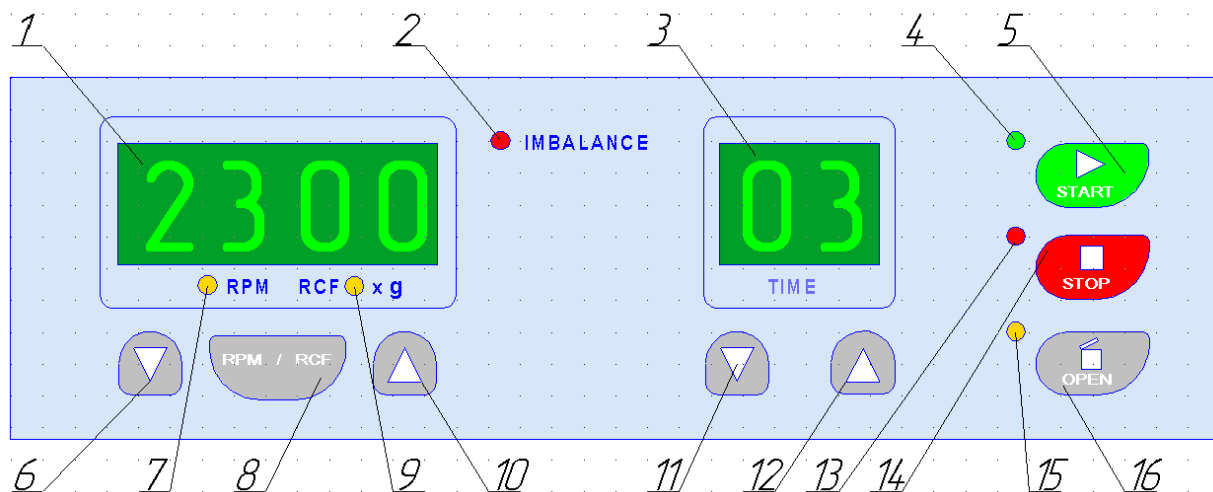 1 2 3 4 5
IMBALANCE
2300 03
START
RPM RCF x g TIME
STOP
RPM / RCF
OPEN
6 7 8 9 10 11 12 13 14 15 16